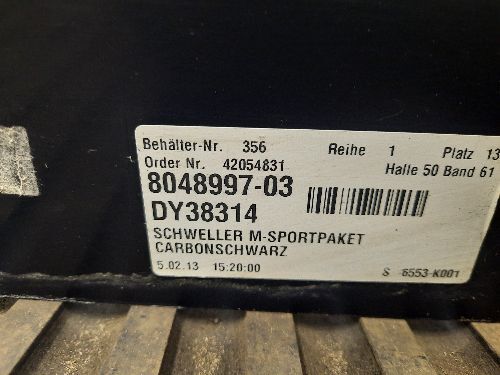 Behälter-Nr. 356 Reihe 1 Platz 13
Order Nr. 42054831 Halle 50 Band 61
8048997-03
DY38314
SCHWELLER M-SPORTPAKET
CARBONSCHWARZ
5.02.13 15:20:00 S 6553-K001